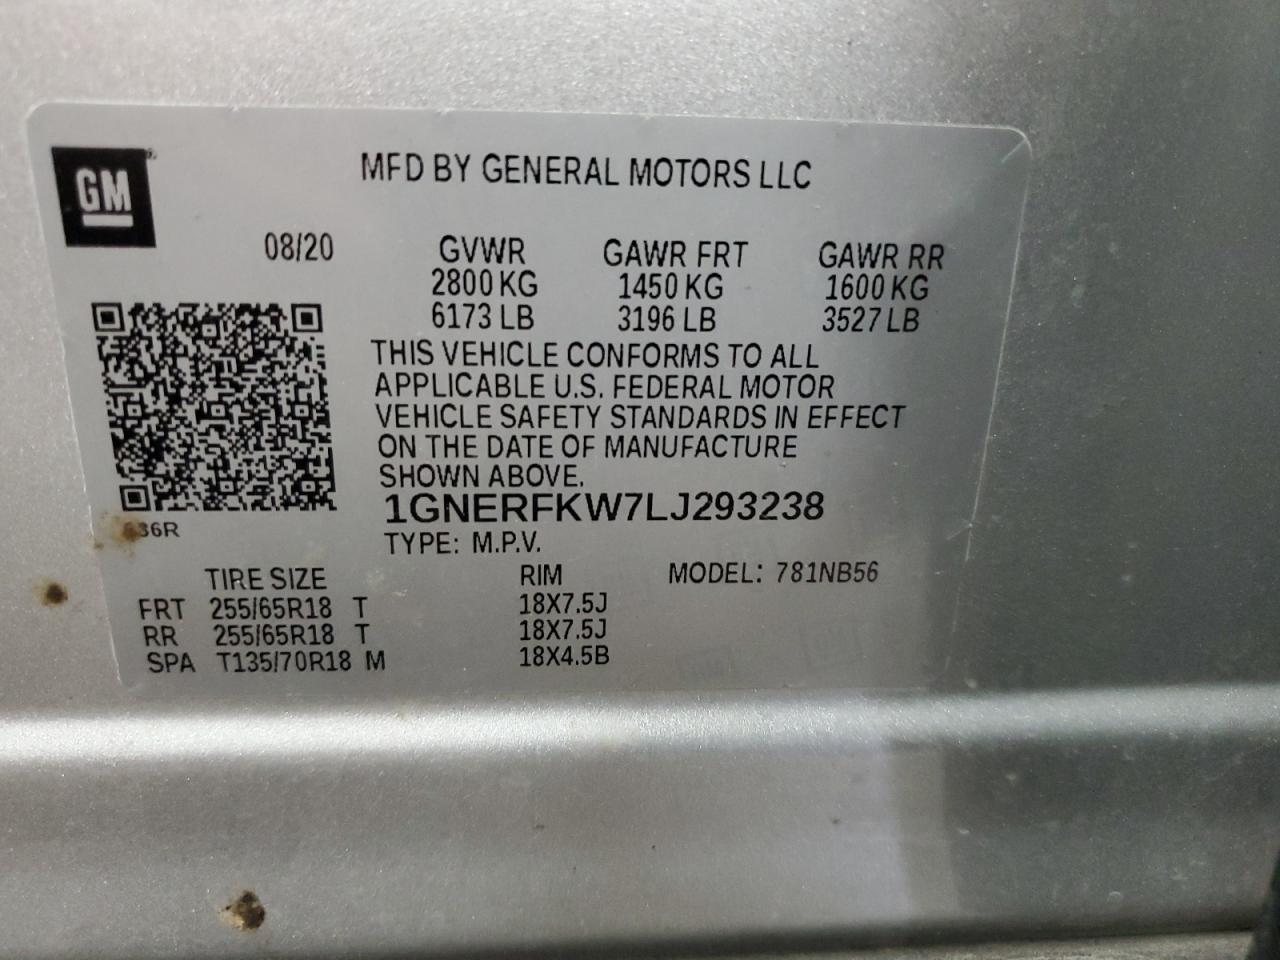 GM
MFD BY GENERAL MOTORS LLC
08/20 GVWR GAWR FRT GAWR RR
2800 KG 1450 KG 1600 KG
6173 LB 3196 LB 3527 LB
THIS VEHICLE CONFORMS TO ALL
APPLICABLE U.S. FEDERAL MOTOR
VEHICLE SAFETY STANDARDS IN EFFECT
ON THE DATE OF MANUFACTURE
SHOWN ABOVE.
1GNERFKW7LJ293238
TYPE: M.P.V.
TIRE SIZE RIM MODEL: 781NB56
FRT 255/65R18 T 18X7.5J
RR 255/65R18 T 18X7.5J
SPA T135/70R18 M 18X4.5B